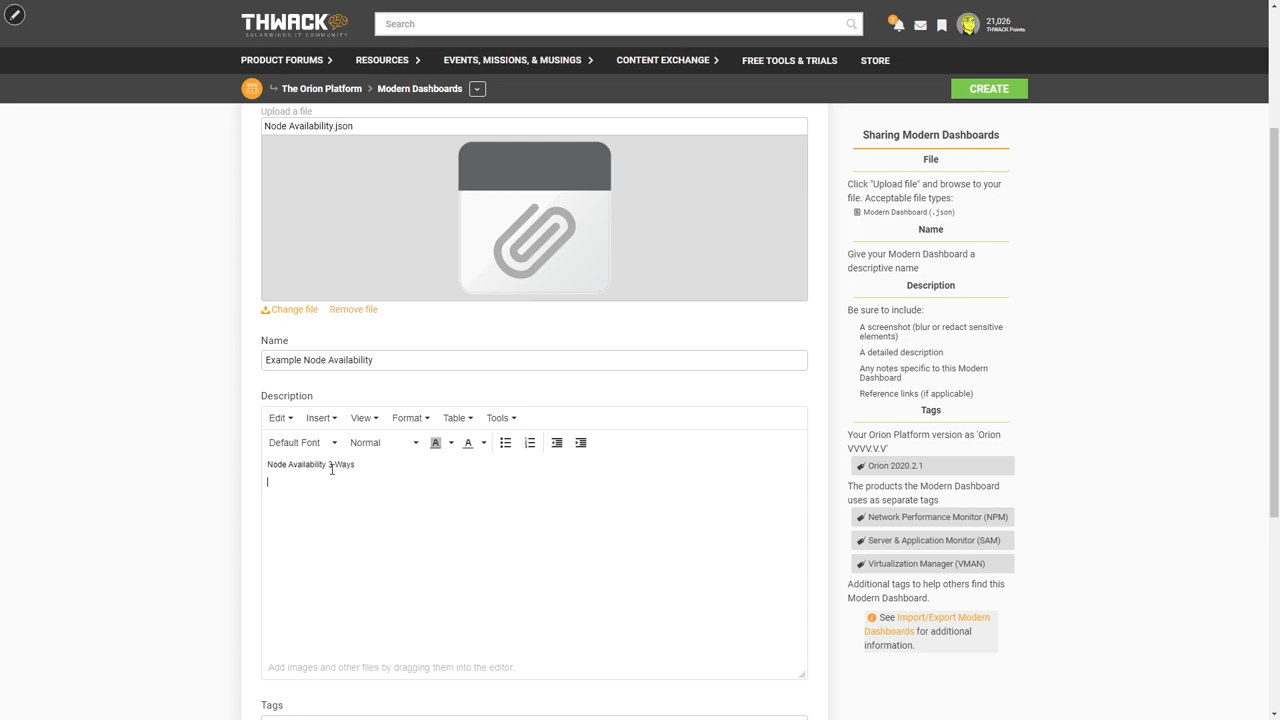 THWACK
SOLARWINDS IT COMMUNITY
Search
2
21,026
THWACK Points
PRODUCT FORUMS
RESOURCES
EVENTS, MISSIONS, & MUSINGS
CONTENT EXCHANGE
FREE TOOLS & TRIALS
STORE
The Orion Platform
Modern Dashboards
CREATE
Upload a file
Node Availability.json
Change file
Remove file
Name
Example Node Availability
Description
Edit
Insert
View
Format
Table
Tools
Default Font
Normal
A
A
Node Availability 3 Ways
Add images and other files by dragging them into the editor.
Tags
Sharing Modern Dashboards
File
Click "Upload file" and browse to your
file. Acceptable file types:
Modern Dashboard (.json)
Name
Give your Modern Dashboard a
descriptive name
Description
Be sure to include:
A screenshot (blur or redact sensitive
elements)
A detailed description
Any notes specific to this Modern
Dashboard
Reference links (if applicable)
Tags
Your Orion Platform version as 'Orion
VVVV.V.V'
Orion 2020.2.1
The products the Modern Dashboard
uses as separate tags
Network Performance Monitor (NPM)
Server & Application Monitor (SAM)
Virtualization Manager (VMAN)
Additional tags to help others find this
Modern Dashboard.
See Import/Export Modern
Dashboards for additional
information.